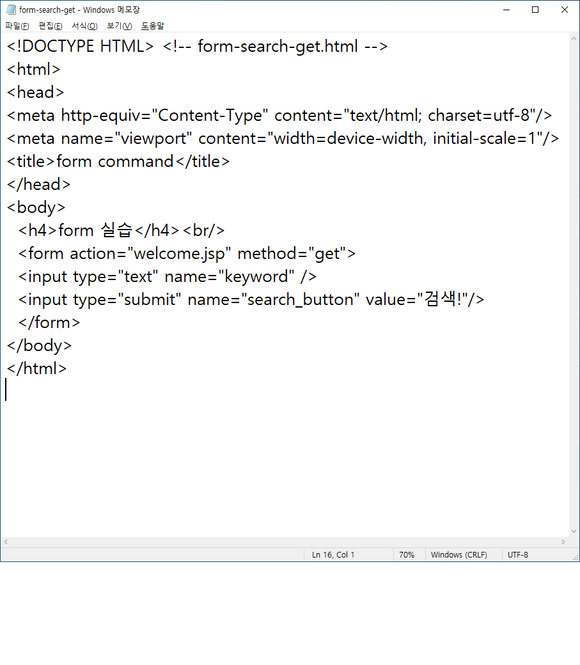 form-search-get - Windows 메모장
파일(F) 편집(E) 서식(O) 보기(V) 도움말
<!DOCTYPE HTML> <!-- form-search-get.html -->
<html>
<head>
<meta http-equiv="Content-Type" content="text/html; charset=utf-8"/>
<meta name="viewport" content="width=device-width, initial-scale=1"/>
<title>form command</title>
</head>
<body>
<h4>form 실습</h4><br/>
<form action="welcome.jsp" method="get">
<input type="text" name="keyword" />
<input type="submit" name="search_button" value="검색!"/>
</form>
</body>
</html>
Ln 16, Col 1 70% Windows (CRLF) UTF-8